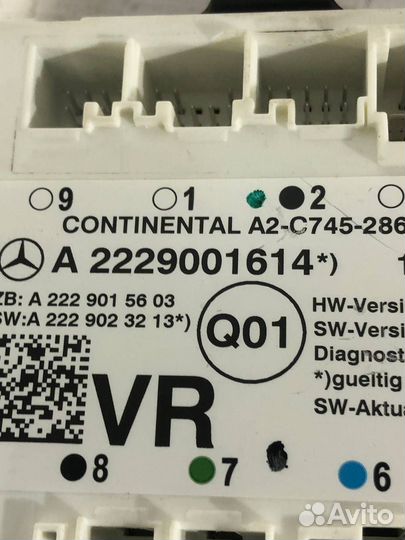 9 1 2
CONTINENTAL A2-C745-286
A 2229001614*) 1
ZB: A 222 901 56 03
SW:A 222 902 32 13*)
Q01
HW-Versi
SW-Versi
Diagnost
*)gueltig
SW-Aktua
VR
8 7 6
Avito